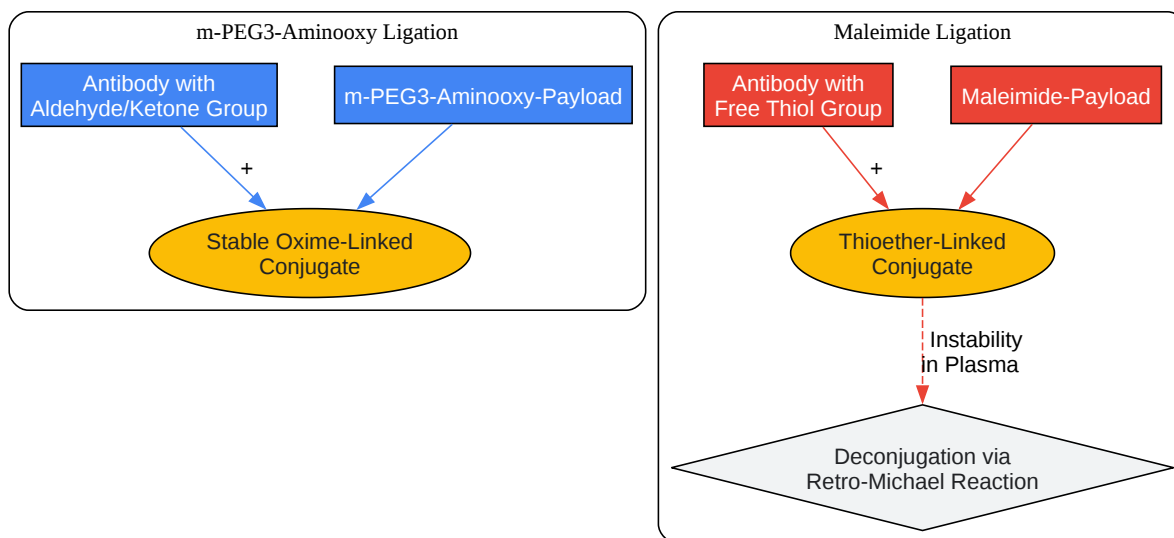 m-PEG3-Aminooxy Ligation
Antibody with
Aldehyde/Ketone Group
m-PEG3-Aminooxy-Payload
+
Stable Oxime-Linked
Conjugate
Maleimide Ligation
Antibody with
Free Thiol Group
Maleimide-Payload
+
Thioether-Linked
Conjugate
Instability
in Plasma
Deconjugation via
Retro-Michael Reaction